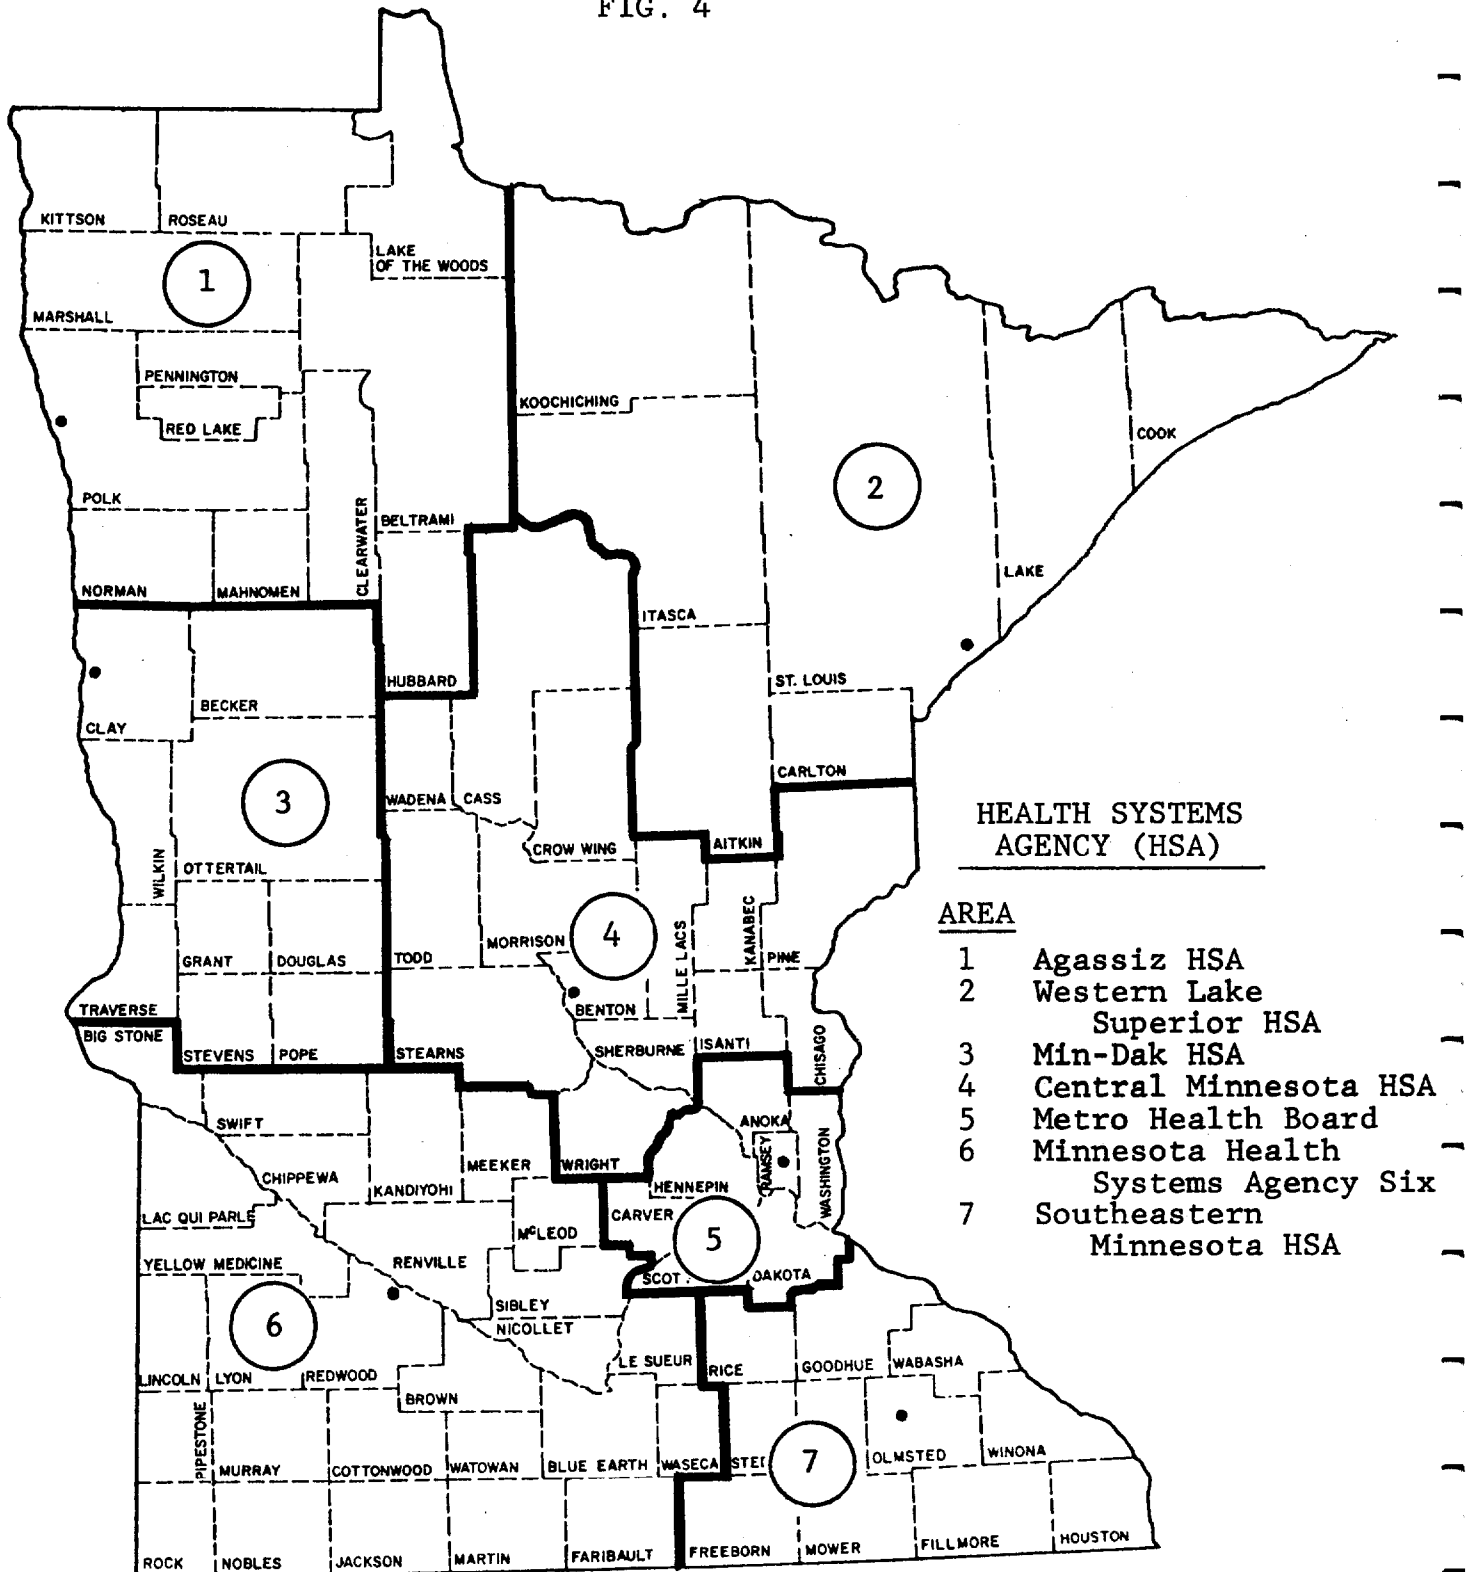 FIG. 4
KITTSON
ROSEAU
LAKE
OF THE WOODS
1
MARSHALL
PENNINGTON
RED LAKE
KOOCHICHING
COOK
2
POLK
CLEARWATER
BELTRAMI
NORMAN
MAHNOMEN
LAKE
ITASCA
HUBBARD
ST. LOUIS
BECKER
CLAY
CARLTON
3
WADENA
CASS
CROW WING
AITKIN
WILKIN
OTTERTAIL
4
MORRISON
MILLE LACS
KANABEC
PINE
GRANT
DOUGLAS
TODD
TRAVERSE
BENTON
BIG STONE
STEVENS
POPE
STEARNS
SHERBURNE
ISANTI
CHISAGO
HEALTH SYSTEMS
AGENCY (HSA)
AREA
1 Agassiz HSA
2 Western Lake
Superior HSA
3 Min-Dak HSA
4 Central Minnesota HSA
5 Metro Health Board
6 Minnesota Health
Systems Agency Six
7 Southeastern
Minnesota HSA
SWIFT
ANOKA
RAMSEY
WASHINGTON
CHIPPEWA
KANDIYOHI
MEEKER
WRIGHT
HENNEPIN
LAC QUI PARLE
McLEOD
CARVER
5
YELLOW MEDICINE
RENVILLE
SCOT
DAKOTA
6
SIBLEY
NICOLLET
LINCOLN
LYON
REDWOOD
LE SUEUR
RICE
GOODHUE
WABASHA
BROWN
PIPESTONE
MURRAY
COTTONWOOD
WATOWAN
BLUE EARTH
WASECA
STE
7
OLMSTED
WINONA
ROCK
NOBLES
JACKSON
MARTIN
FARIBAULT
FREEBORN
MOWER
FILLMORE
HOUSTON